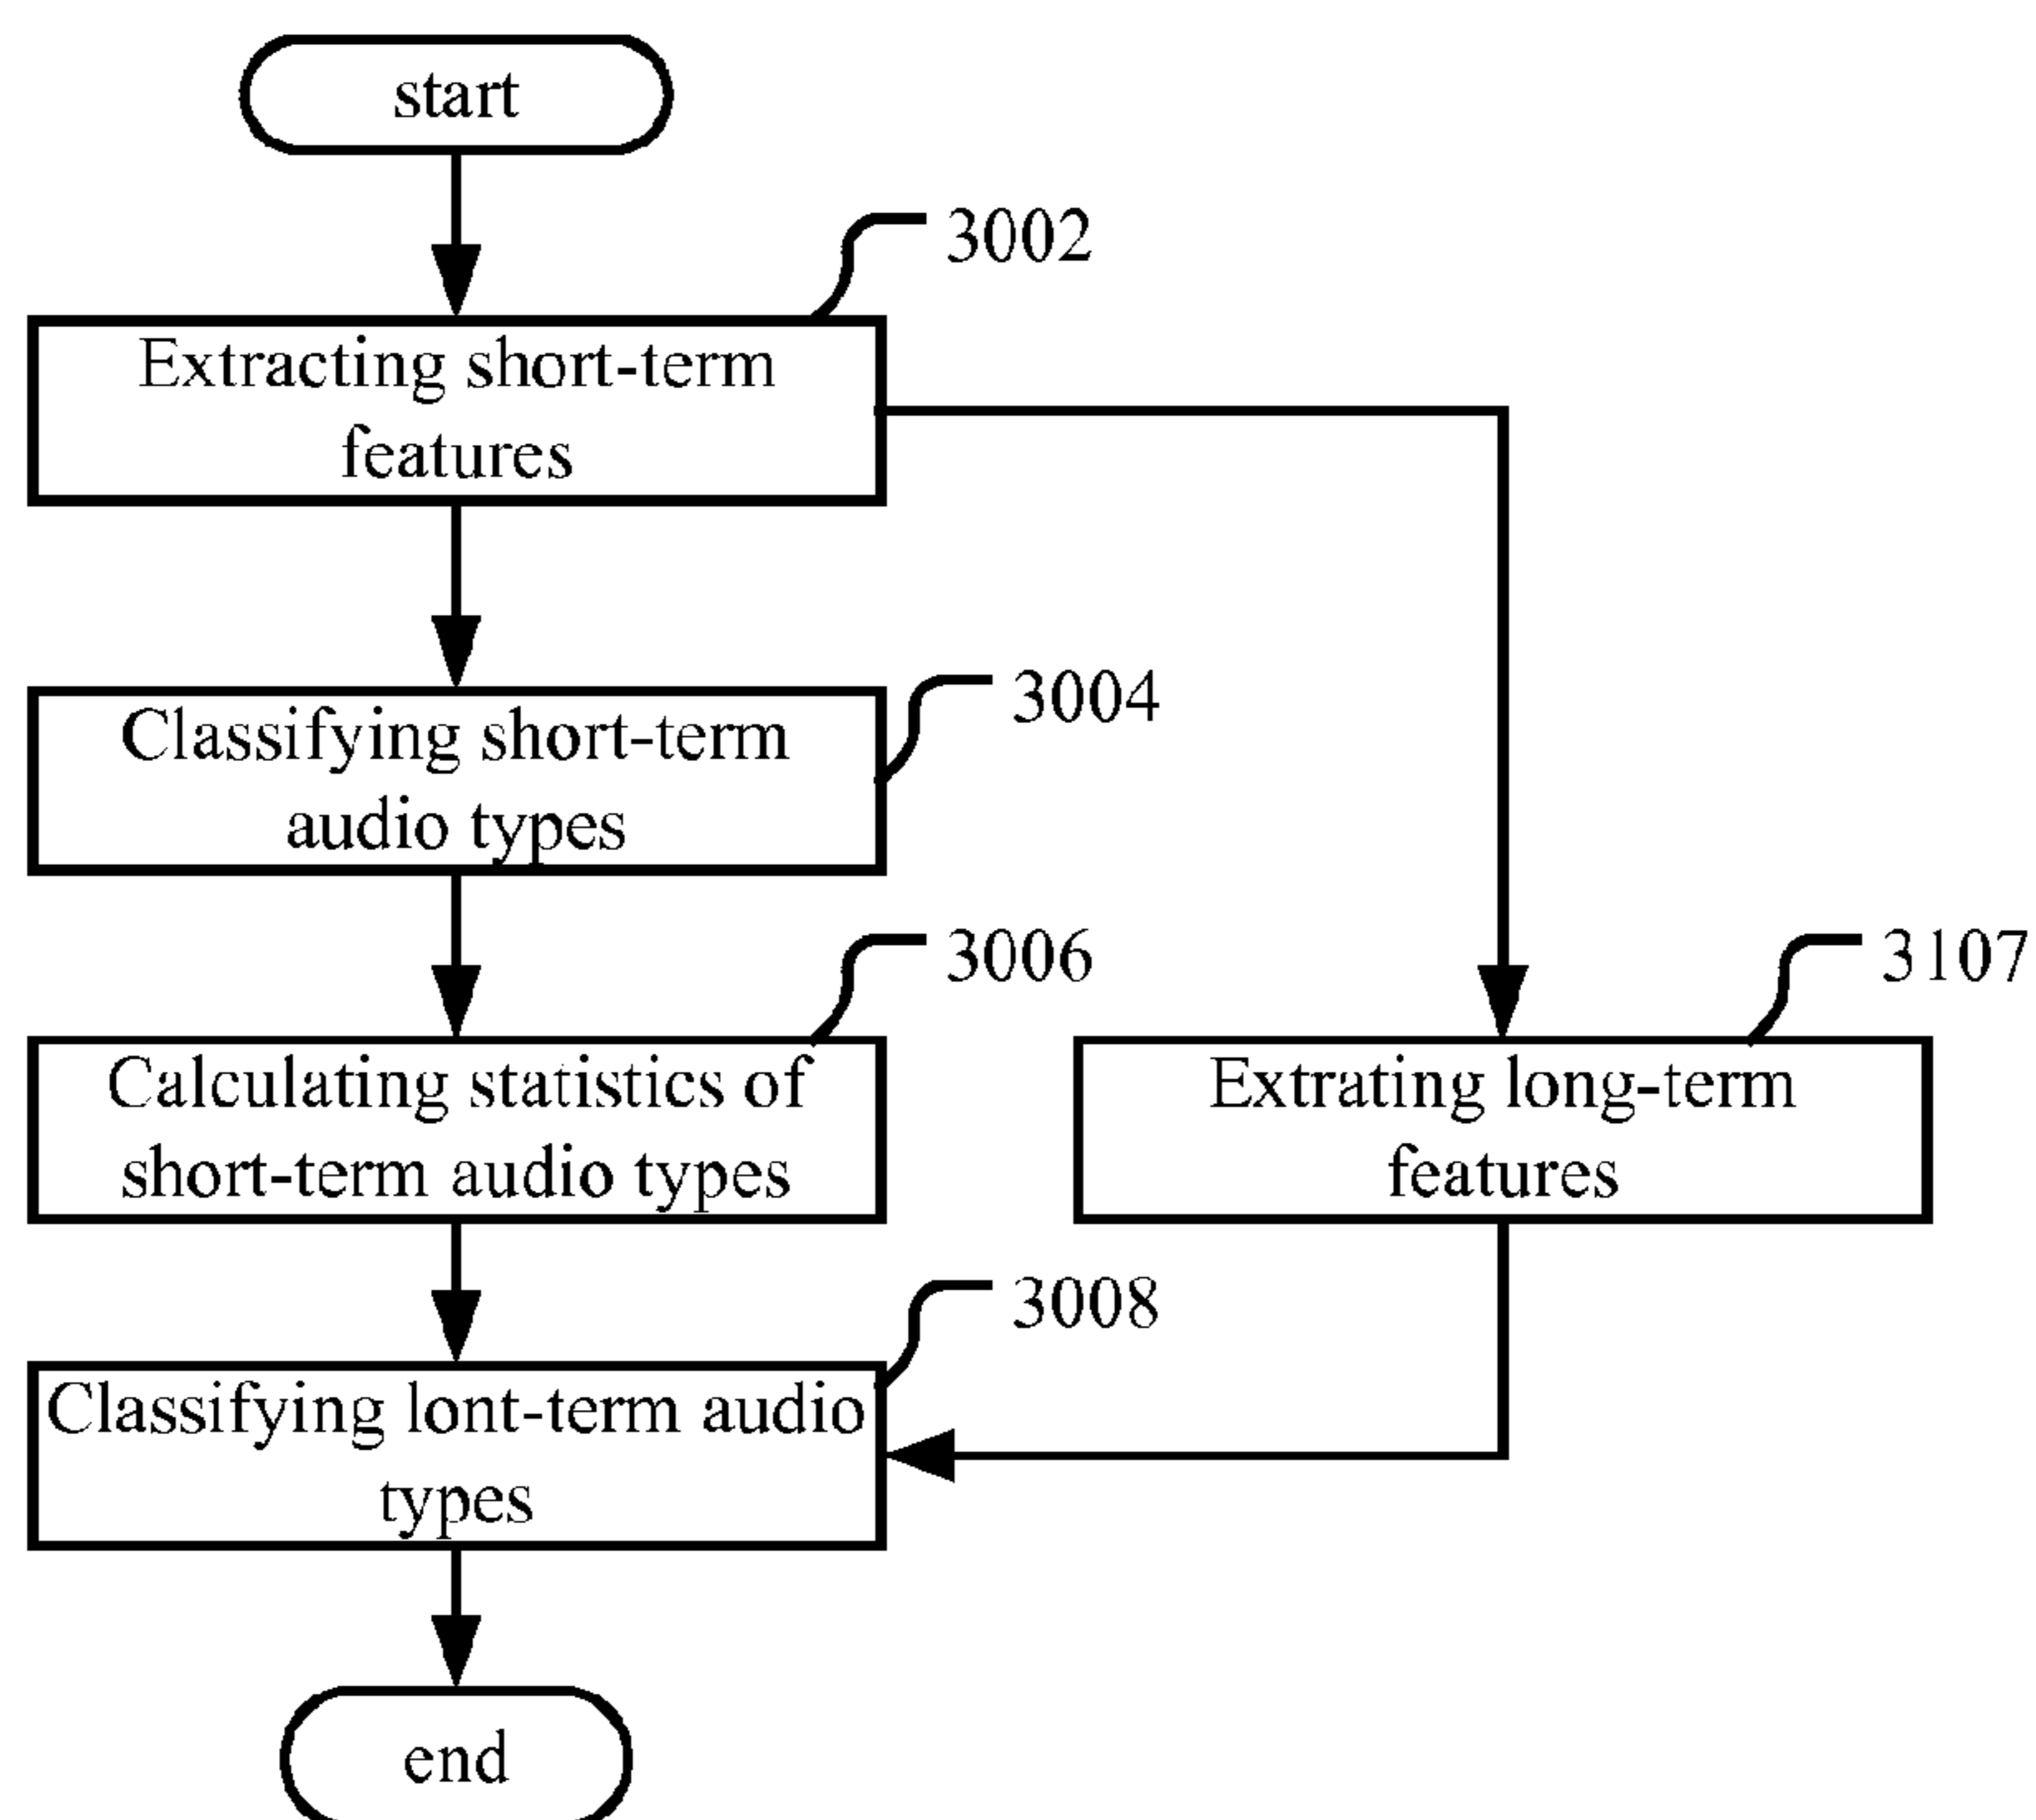 start
3002
Extracting short-term
features
3004
Classifying short-term
audio types
3006
Calculating statistics of
short-term audio types
3107
Extrating long-term
features
3008
Classifying lont-term audio
types
end